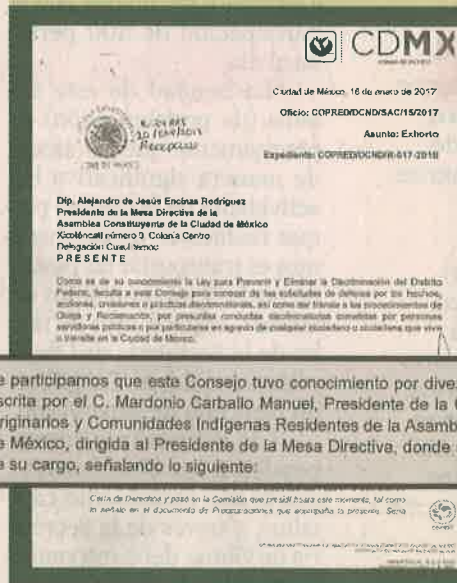 CDMX
Ciudad de México, 16 de enero de 2017
Oficio: COPRED/DCND/SAC/15/2017
Asunto: Exhorto
Expediente: COPRED/DCND/R-017-2016
Recepción
Dip. Alejandro de Jesús Encinas Rodríguez
Presidente de la Mesa Directiva de la
Asamblea Constituyente de la Ciudad de México
Xicoténcatl número 9, Colonia Centro
Delegación Cuauhtémoc
P R E S E N T E
Como es de su conocimiento la Ley para Prevenir y Eliminar la Discriminación del Distrito
Federal, faculta a este Consejo para conocer de las solicitudes de defensa por los hechos,
acciones, omisiones o prácticas discriminatorias, así como dar trámite a los procedimientos de
Queja y Reclamación, por presuntas conductas discriminatorias cometidas por personas
servidoras públicas o por particulares en agravio de cualquier ciudadano o ciudadana que viva
o transite en la Ciudad de México.
e participamos que este Consejo tuvo conocimiento por dive
scrita por el C. Mardonio Carballo Manuel, Presidente de la C
riginarios y Comunidades Indígenas Residentes de la Asamb
e México, dirigida al Presidente de la Mesa Directiva, donde
e su cargo, señalando lo siguiente:
Carta de Derechos y pasó en la Comisión que presidí hasta este momento, tal como
lo señalo en el documento de Preocupaciones que acompaña la presente. Sería